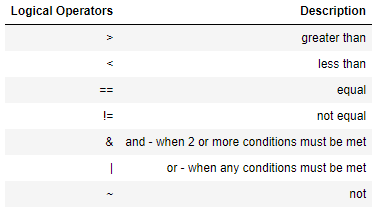 Logical Operators Description
> greater than
< less than
== equal
!= not equal
& and - when 2 or more conditions must be met
| or - when any conditions must be met
~ not